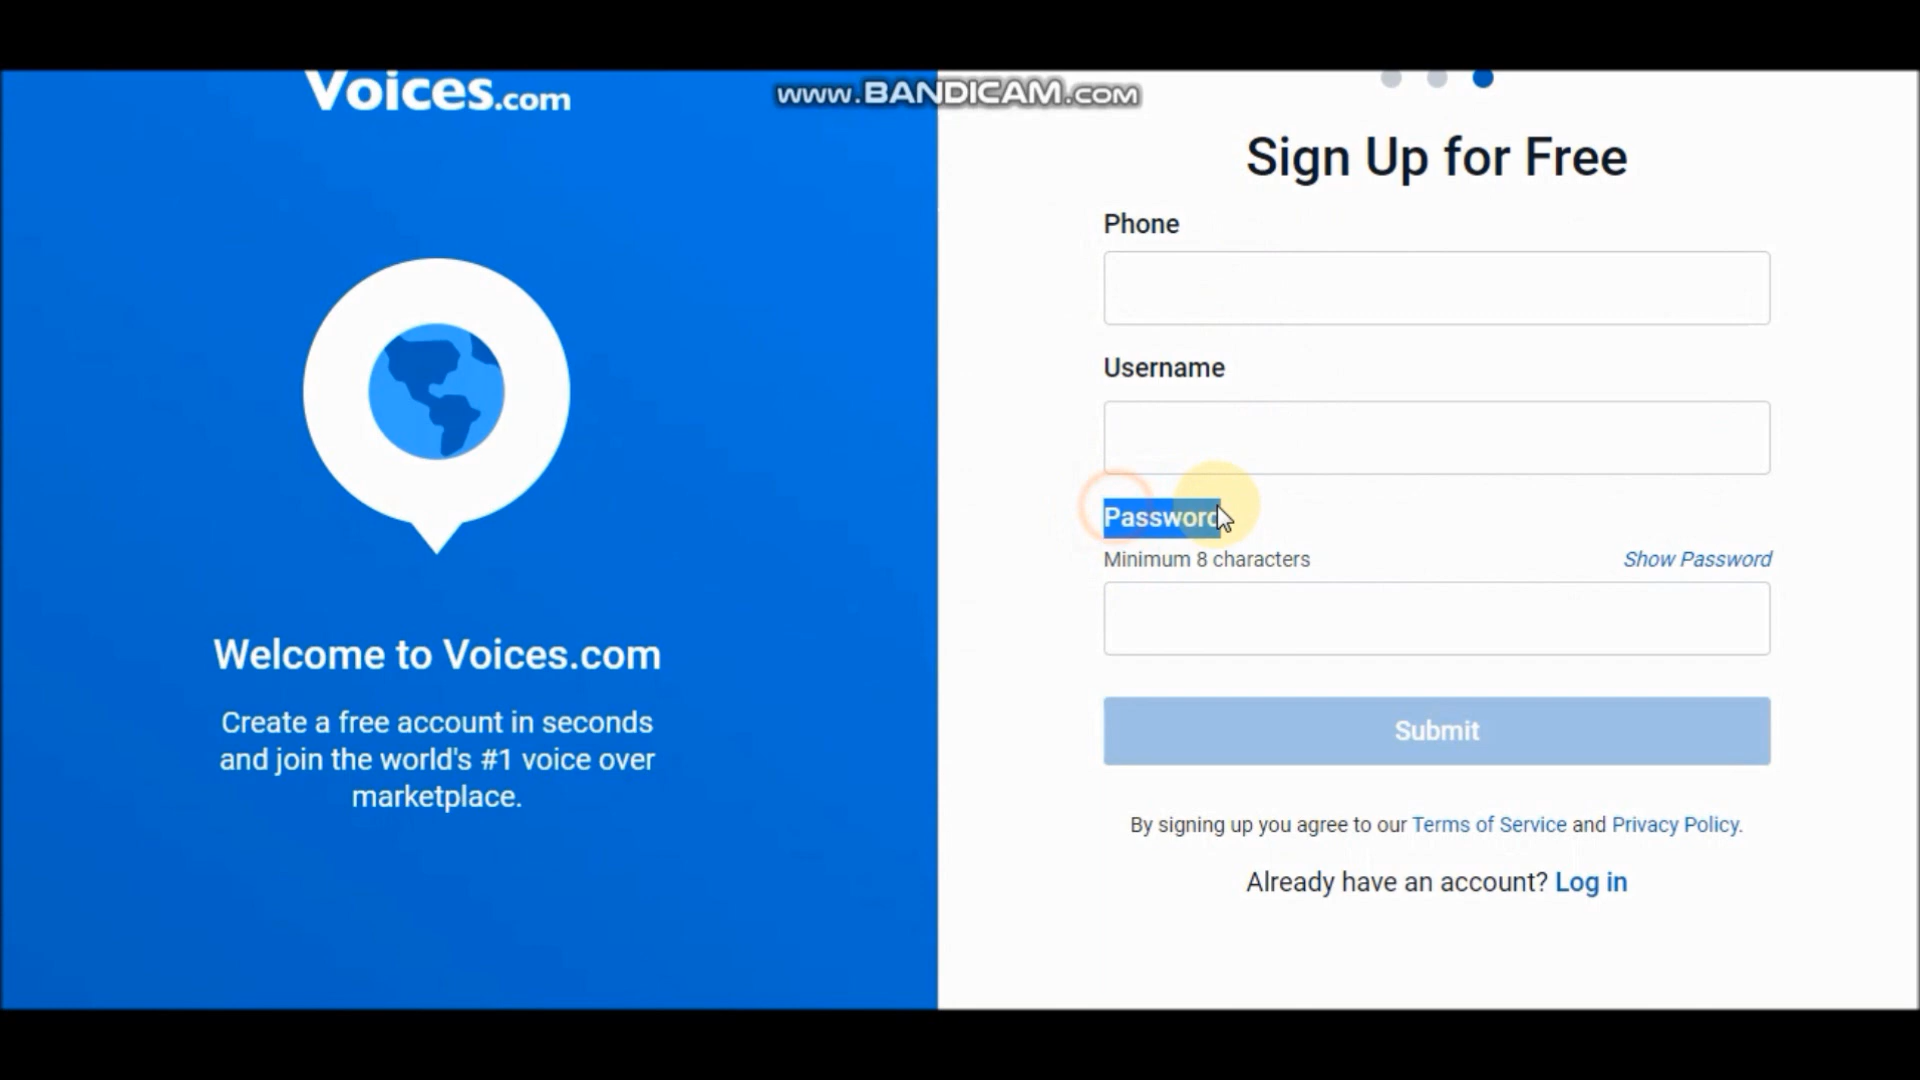 Voices.com
www.BANDICAM.com
Welcome to Voices.com
Create a free account in seconds
and join the world's #1 voice over
marketplace.
Sign Up for Free
Phone
Username
Password
Minimum 8 characters
Show Password
Submit
By signing up you agree to our Terms of Service and Privacy Policy.
Already have an account? Log in